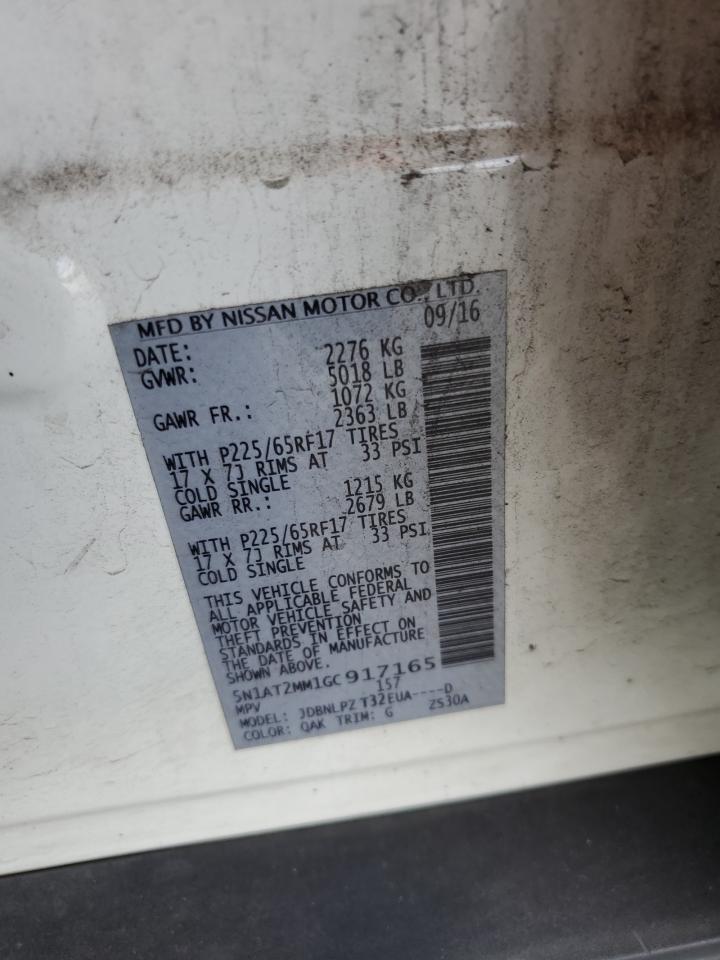 MFD BY NISSAN MOTOR CO., LTD.
DATE: 09/16
GVWR: 2276 KG
5018 LB
GAWR FR.: 1072 KG
2363 LB
WITH P225/65RF17 TIRES
17 X 7J RIMS AT 33 PSI
COLD SINGLE
GAWR RR.: 1215 KG
2679 LB
WITH P225/65RF17 TIRES
17 X 7J RIMS AT 33 PSI
COLD SINGLE
THIS VEHICLE CONFORMS TO
ALL APPLICABLE FEDERAL
MOTOR VEHICLE SAFETY AND
THEFT PREVENTION
STANDARDS IN EFFECT ON
THE DATE OF MANUFACTURE
SHOWN ABOVE.
5N1AT2MM1GC917165
MPV 157
MODEL: JDBNLPZ T32EUA----D
COLOR: QAK TRIM: G ZS30A